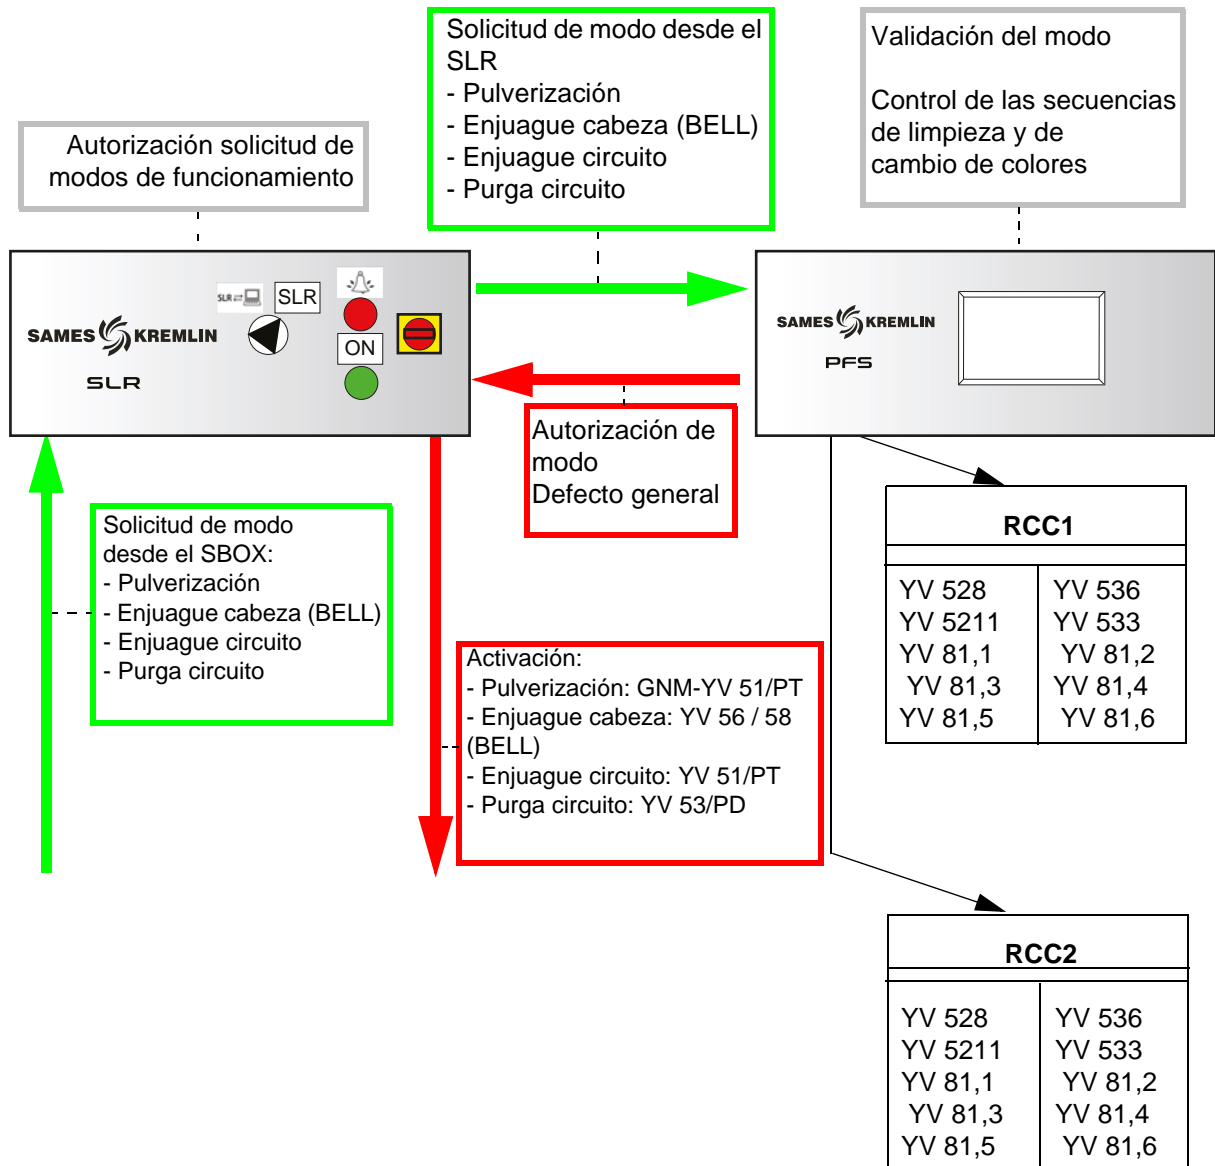 Solicitud de modo desde el
SLR
- Pulverización
- Enjuague cabeza (BELL)
- Enjuague circuito
- Purga circuito
Validación del modo
Control de las secuencias
de limpieza y de
cambio de colores
Autorización solicitud de
modos de funcionamiento
SLR
SLR
ON
SAMES KREMLIN
SLR
SAMES KREMLIN
PFS
Autorización de
modo
Defecto general
Solicitud de modo
desde el SBOX:
- Pulverización
- Enjuague cabeza (BELL)
- Enjuague circuito
- Purga circuito
Activación:
- Pulverización: GNM-YV 51/PT
- Enjuague cabeza: YV 56 / 58
(BELL)
- Enjuague circuito: YV 51/PT
- Purga circuito: YV 53/PD
RCC1
YV 528 YV 536
YV 5211 YV 533
YV 81,1 YV 81,2
YV 81,3 YV 81,4
YV 81,5 YV 81,6
RCC2
YV 528 YV 536
YV 5211 YV 533
YV 81,1 YV 81,2
YV 81,3 YV 81,4
YV 81,5 YV 81,6